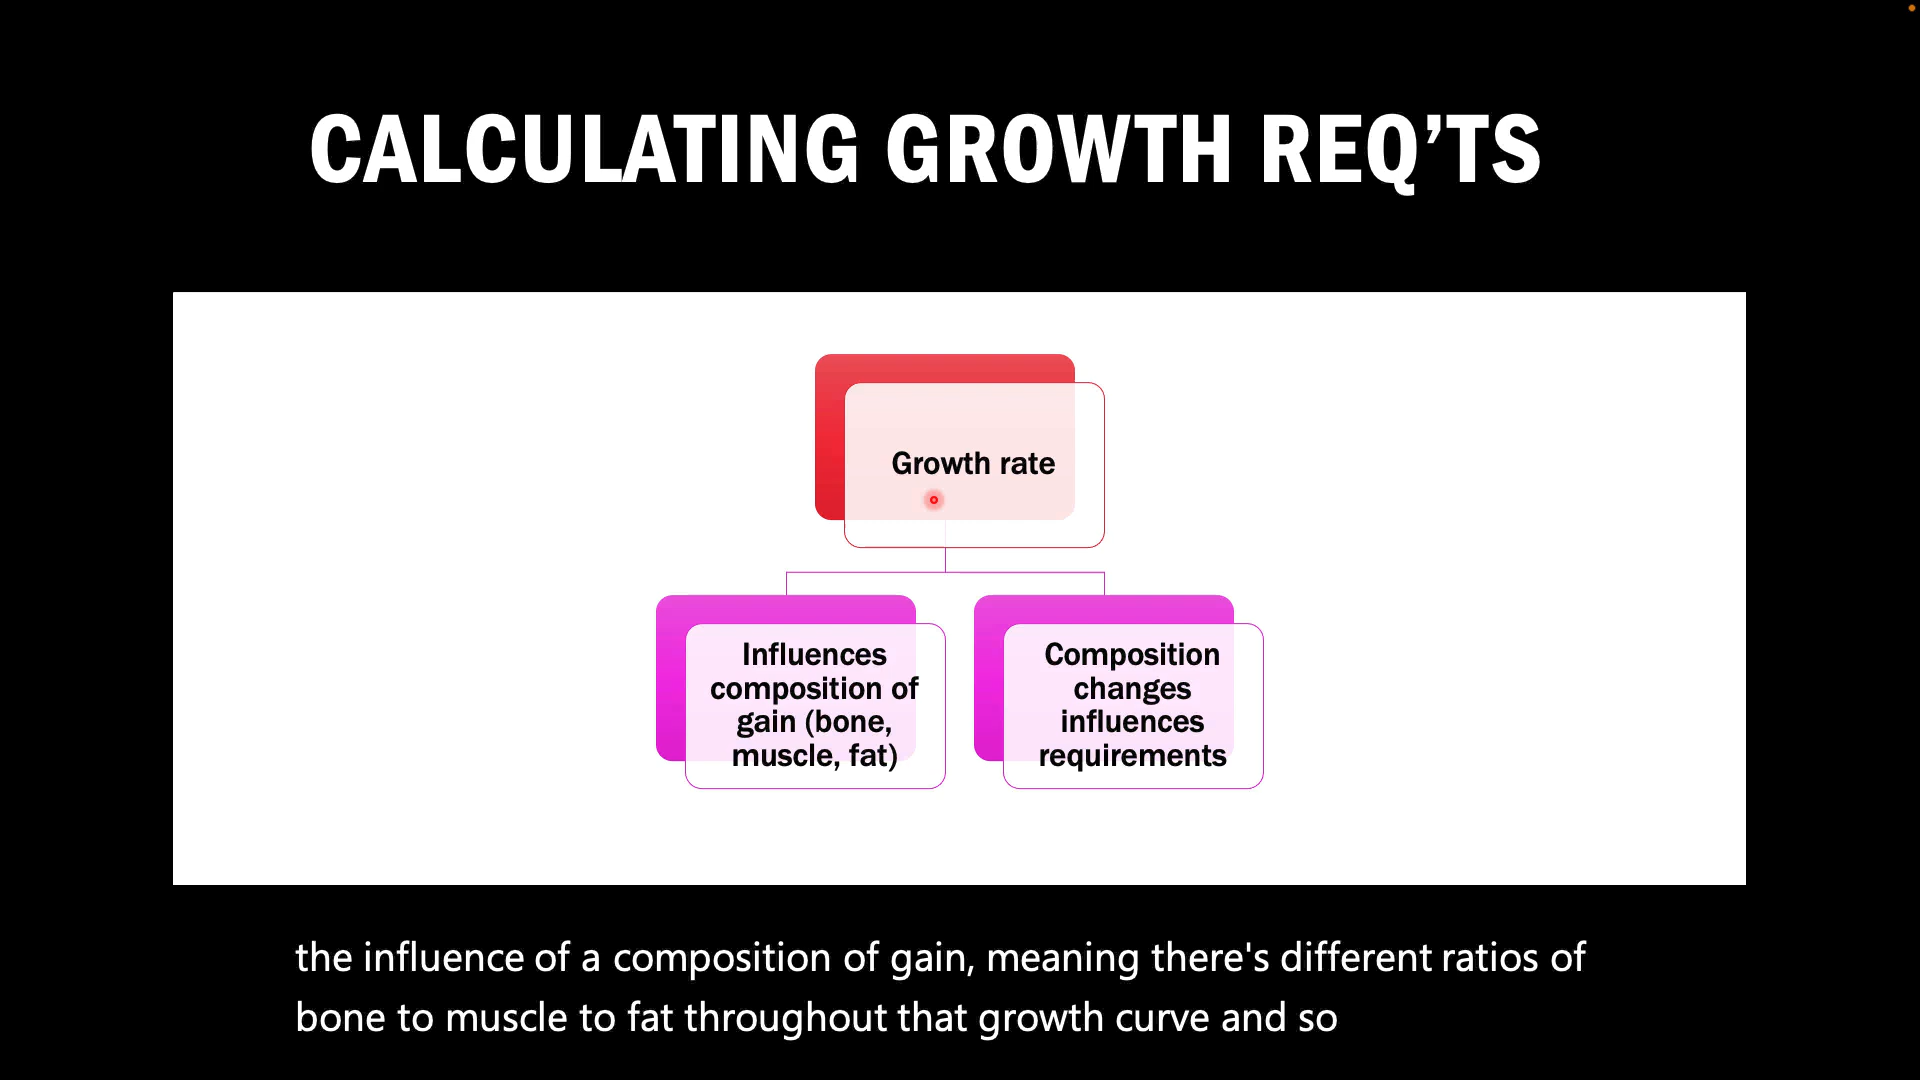 CALCULATING GROWTH REQ’TS
Growth rate
Influences
composition of
gain (bone,
muscle, fat)
Composition
changes
influences
requirements
the influence of a composition of gain, meaning there's different ratios of
bone to muscle to fat throughout that growth curve and so